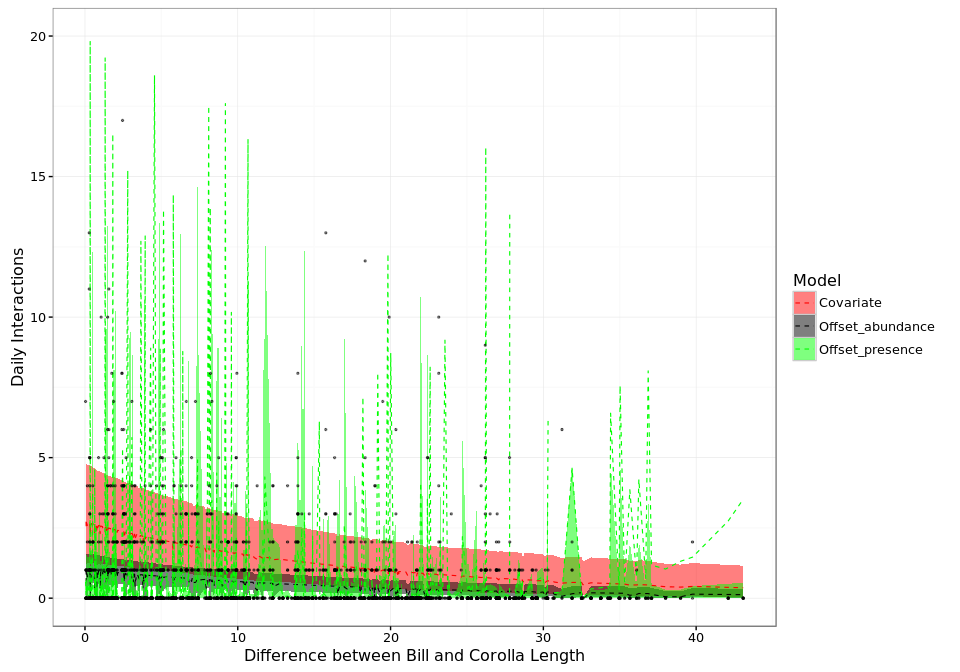 20
15
10
5
0
0
10
20
30
40
Daily Interactions
Difference between Bill and Corolla Length
Model
Covariate
Offset_abundance
Offset_presence